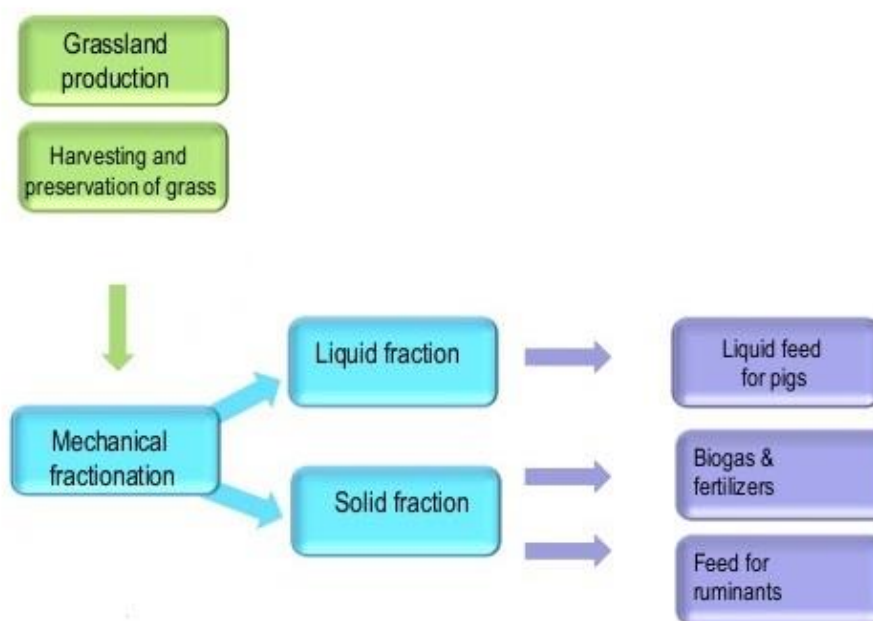 Grassland
production
Harvesting and
preservation of grass
Liquid fraction
Liquid feed
for pigs
Mechanical
fractionation
Biogas &
fertilizers
Solid fraction
Feed for
ruminants